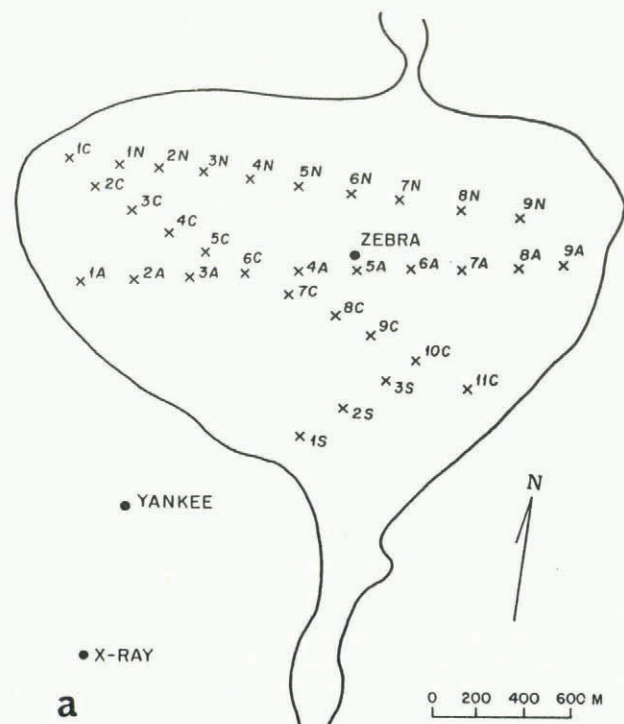 1C 1N 2N 3N 4N 5N 6N 7N 8N 9N
2C
3C
4C
5C
ZEBRA
1A 2A 3A 6C 4A 5A 6A 7A 8A 9A
7C
8C
9C
10C
3S 11C
2S
1S
YANKEE
N
X-RAY
a
0 200 400 600 M